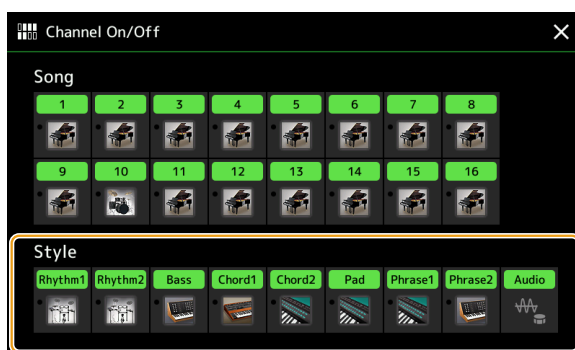 Channel On/Off
Song
1 2 3 4 5 6 7 8
9 10 11 12 13 14 15 16
Style
Rhythm1 Rhythm2 Bass Chord1 Chord2 Pad Phrase1 Phrase2 Audio